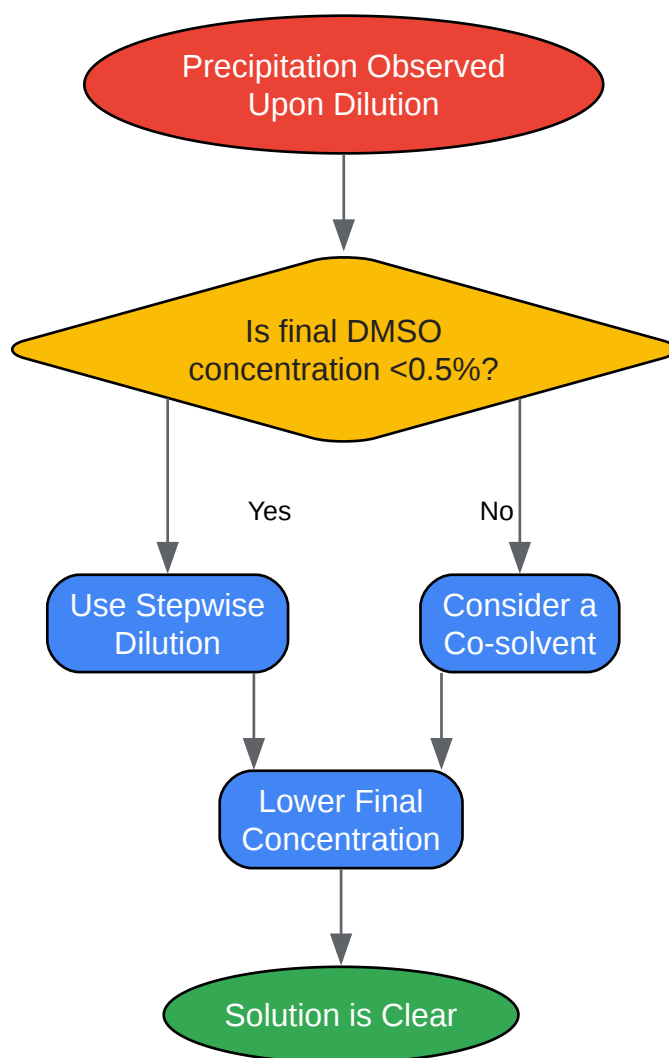 Precipitation Observed
Upon Dilution
Is final DMSO
concentration <0.5%?
Yes
No
Use Stepwise
Dilution
Consider a
Co-solvent
Lower Final
Concentration
Solution is Clear